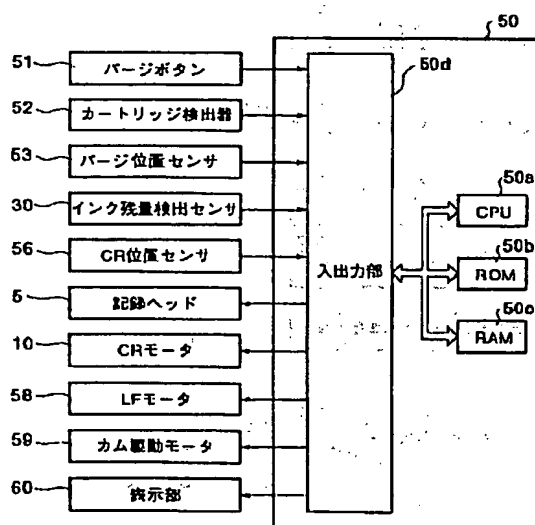 50
51 パージボタン
50d
52 カートリッジ検出器
53 パージ位置センサ
30 インク残量検出センサ
50a
CPU
56 CR位置センサ
入出力部
50b
ROM
5 記録ヘッド
50c
RAM
10 CRモータ
58 LFモータ
59 カム駆動モータ
60 表示部